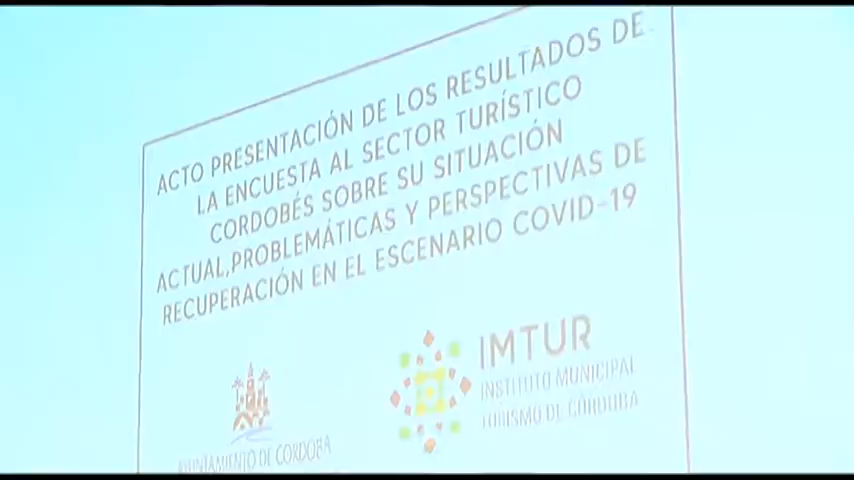 ACTO PRESENTACIÓN DE LOS RESULTADOS DE
LA ENCUESTA AL SECTOR TURÍSTICO
CORDOBÉS SOBRE SU SITUACIÓN
ACTUAL,PROBLEMÁTICAS Y PERSPECTIVAS DE
RECUPERACIÓN EN EL ESCENARIO COVID-19
AYUNTAMIENTO DE CORDOBA
IMTUR
INSTITUTO MUNICIPAL
TURISMO DE CÓRDOBA